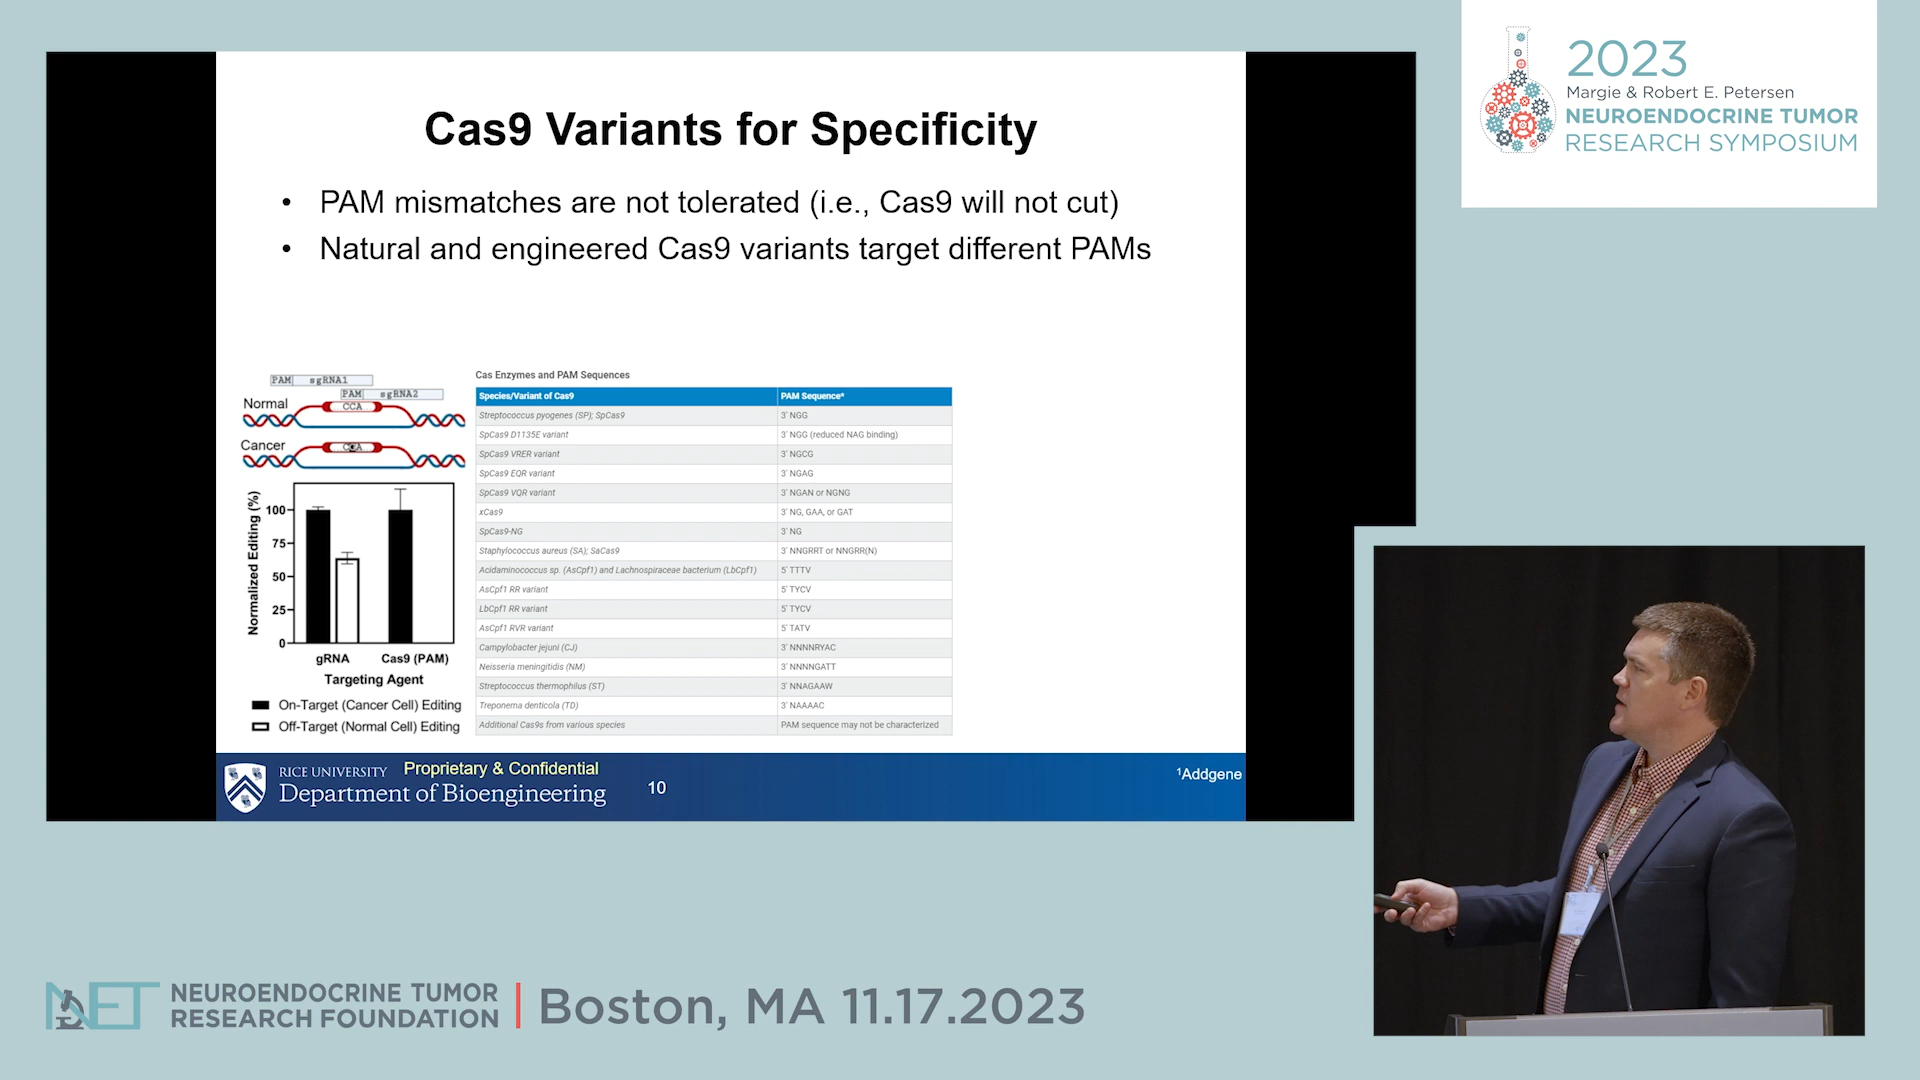 Cas9 Variants for Specificity
• PAM mismatches are not tolerated (i.e., Cas9 will not cut)
• Natural and engineered Cas9 variants target different PAMs
PAM sgRNA1
PAM sgRNA2
Normal
CCA
Cancer
Normalized Editing (%)
100
75
50
25
0
gRNA Cas9 (PAM)
Targeting Agent
On-Target (Cancer Cell) Editing
Off-Target (Normal Cell) Editing
Cas Enzymes and PAM Sequences
Species/Variant of Cas9 PAM Sequence*
Streptococcus pyogenes (SP); SpCas9 3' NGG
SpCas9 D1135E variant 3' NGG (reduced NAG binding)
SpCas9 VRER variant 3' NGCG
SpCas9 EQR variant 3' NGAG
SpCas9 VQR variant 3' NGAN or NGNG
xCas9 3' NG, GAA, or GAT
SpCas9-NG 3' NG
Staphylococcus aureus (SA); SaCas9 3' NNGRRT or NNGRR(N)
Acidaminococcus sp. (AsCpf1) and Lachnospiraceae bacterium (LbCpf1) 5' TTTV
AsCpf1 RR variant 5' TYCV
LbCpf1 RR variant 5' TYCV
AsCpf1 RVR variant 5' TATV
Campylobacter jejuni (CJ) 3' NNNNRYAC
Neisseria meningitidis (NM) 3' NNNNGATT
Streptococcus thermophilus (ST) 3' NNAGAAW
Treponema denticola (TD) 3' NAAAAC
Additional Cas9s from various species PAM sequence may not be characterized
RICE UNIVERSITY Proprietary & Confidential
Department of Bioengineering
10
¹Addgene
2023
Margie & Robert E. Petersen
NEUROENDOCRINE TUMOR
RESEARCH SYMPOSIUM
NET
NEUROENDOCRINE TUMOR
RESEARCH FOUNDATION
Boston, MA 11.17.2023